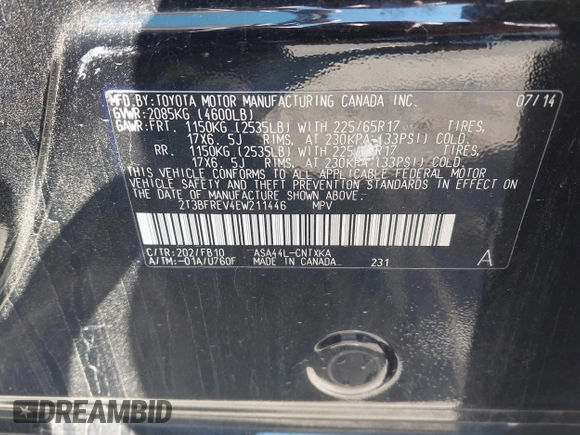 MFD.BY:TOYOTA MOTOR MANUFACTURING CANADA INC. 07/14
GVWR:2085KG (4600LB)
GAWR:FRT. 1150KG (2535LB) WITH 225/65R17 TIRES,
17X6.5J RIMS, AT 230KPA (33PSI) COLD
RR. 1150KG (2535LB) WITH 225 R17 TIRES,
17X6.5J RIMS, AT 230KPA (33PSI) COLD
THIS VEHICLE CONFORMS TO ALL APPLICABLE FEDERAL MOTOR
VEHICLE SAFETY AND THEFT PREVENTION STANDARDS IN EFFECT ON
THE DATE OF MANUFACTURE SHOWN ABOVE.
2T3BFREV4EW211446 MPV
C/TR:202/FB10 ASA44L-CNTXKA
A/TM:-01A/U760F MADE IN CANADA 231 A
DREAMBID